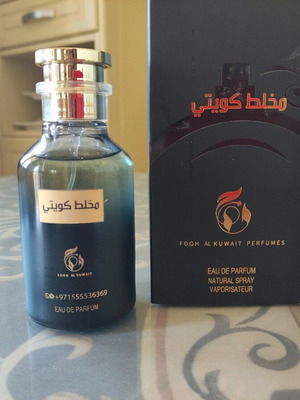 مخلط كويتي
FOOH AL KUWAIT
+971555536369
EAU DE PARFUM
مخلط كويتي
FOOH AL KUWAIT PERFUMES
EAU DE PARFUM
NATURAL SPRAY
VAPORISATEUR